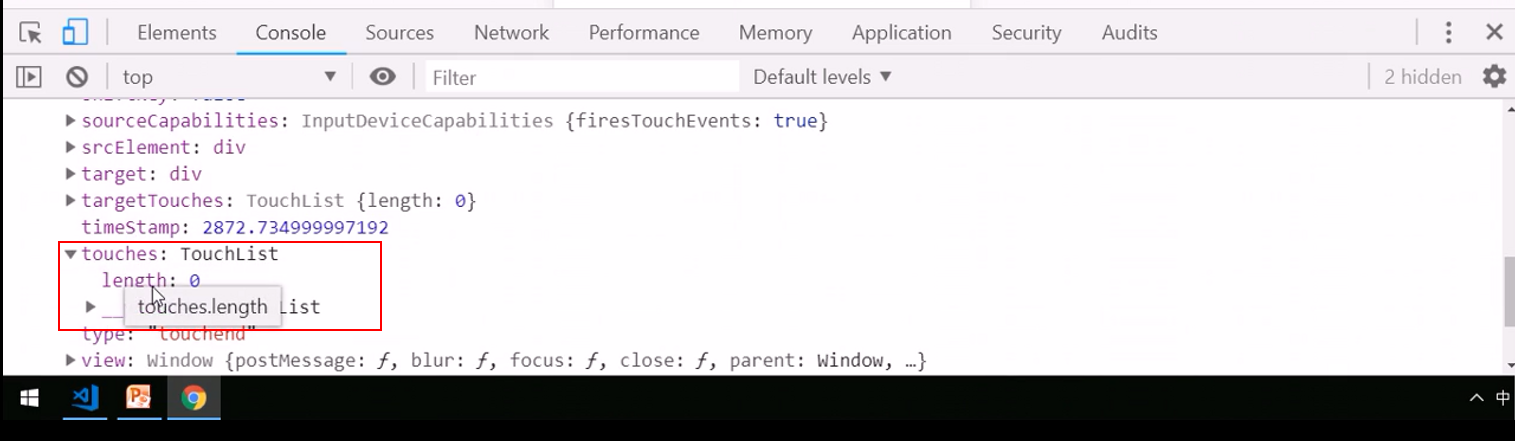 Elements Console Sources Network Performance Memory Application Security Audits
top Filter Default levels 2 hidden
sourceCapabilities: InputDeviceCapabilities {firesTouchEvents: true}
srcElement: div
target: div
targetTouches: TouchList {length: 0}
timeStamp: 2872.734999997192
touches: TouchList
length: 0
touches.length List
type: "touchend"
view: Window {postMessage: ƒ, blur: ƒ, focus: ƒ, close: ƒ, parent: Window, …}
中